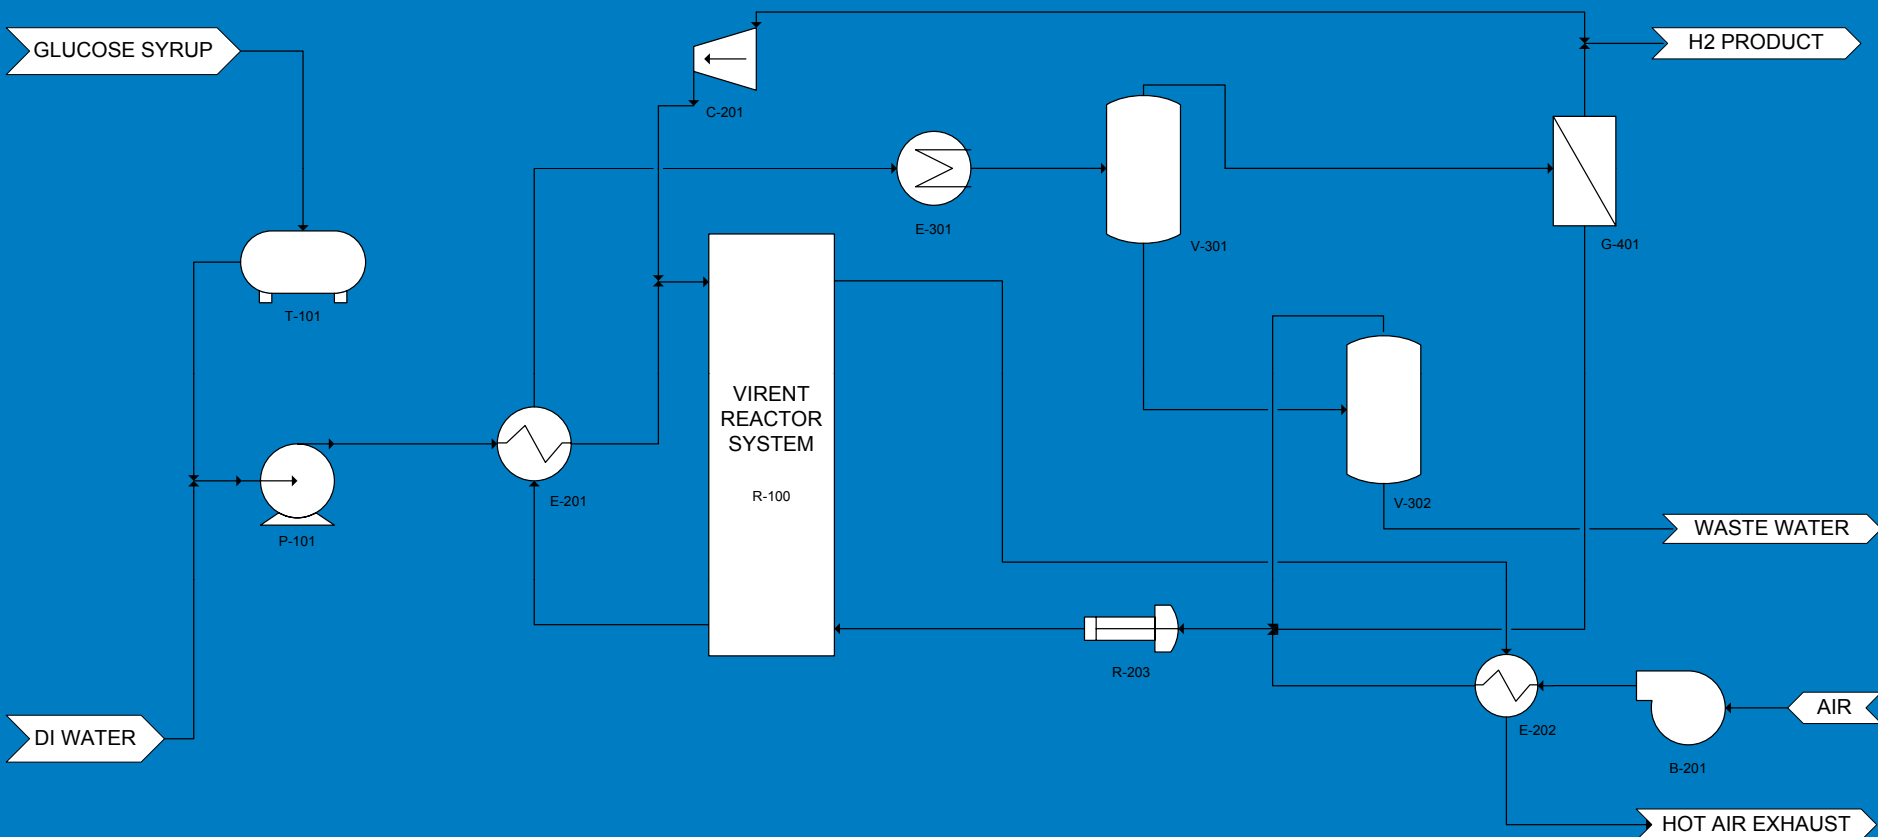 GLUCOSE SYRUP
H2 PRODUCT
C-201
E-301
V-301
G-401
T-101
VIRENT
REACTOR
SYSTEM
R-100
E-201
V-302
P-101
WASTE WATER
R-203
AIR
E-202
DI WATER
B-201
HOT AIR EXHAUST